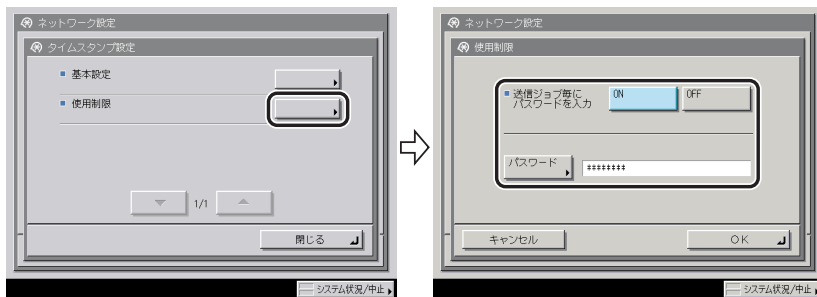 ネットワーク設定
タイムスタンプ設定
基本設定
使用制限
1/1
閉じる
システム状況/中止
ネットワーク設定
使用制限
送信ジョブ毎に
パスワードを入力
ON
OFF
パスワード
********
キャンセル
OK
システム状況/中止